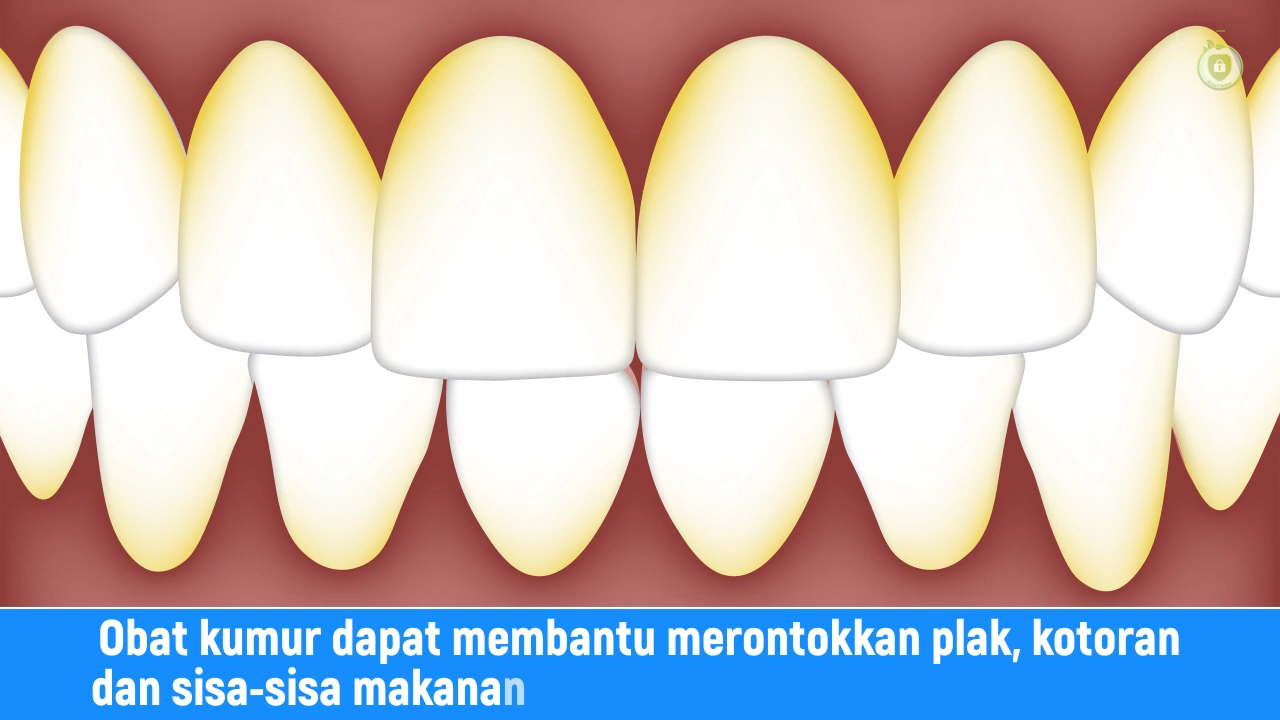 Obat kumur dapat membantu merontokkan plak, kotoran
dan sisa-sisa makanan